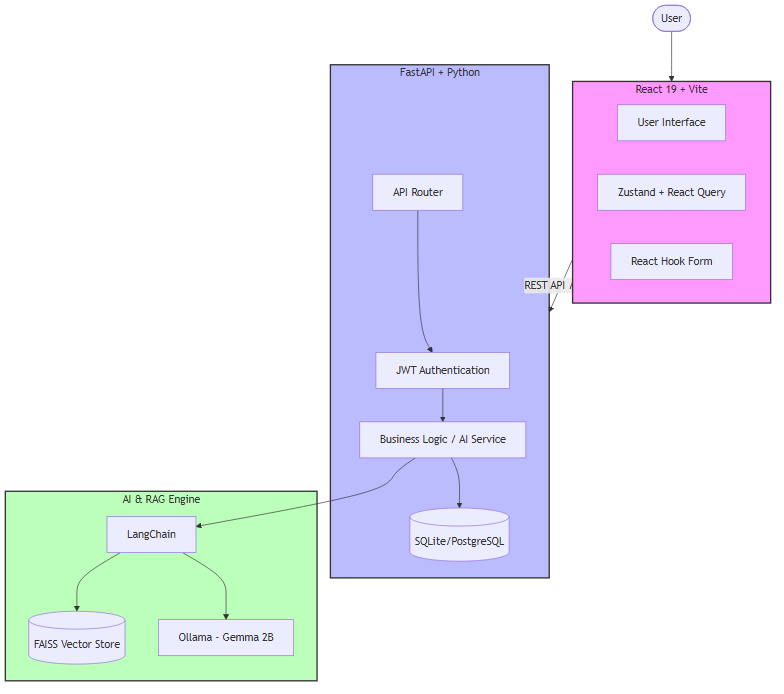 User
React 19 + Vite
User Interface
Zustand + React Query
React Hook Form
REST API /
FastAPI + Python
API Router
JWT Authentication
Business Logic / AI Service
SQLite/PostgreSQL
AI & RAG Engine
LangChain
FAISS Vector Store
Ollama - Gemma 2B